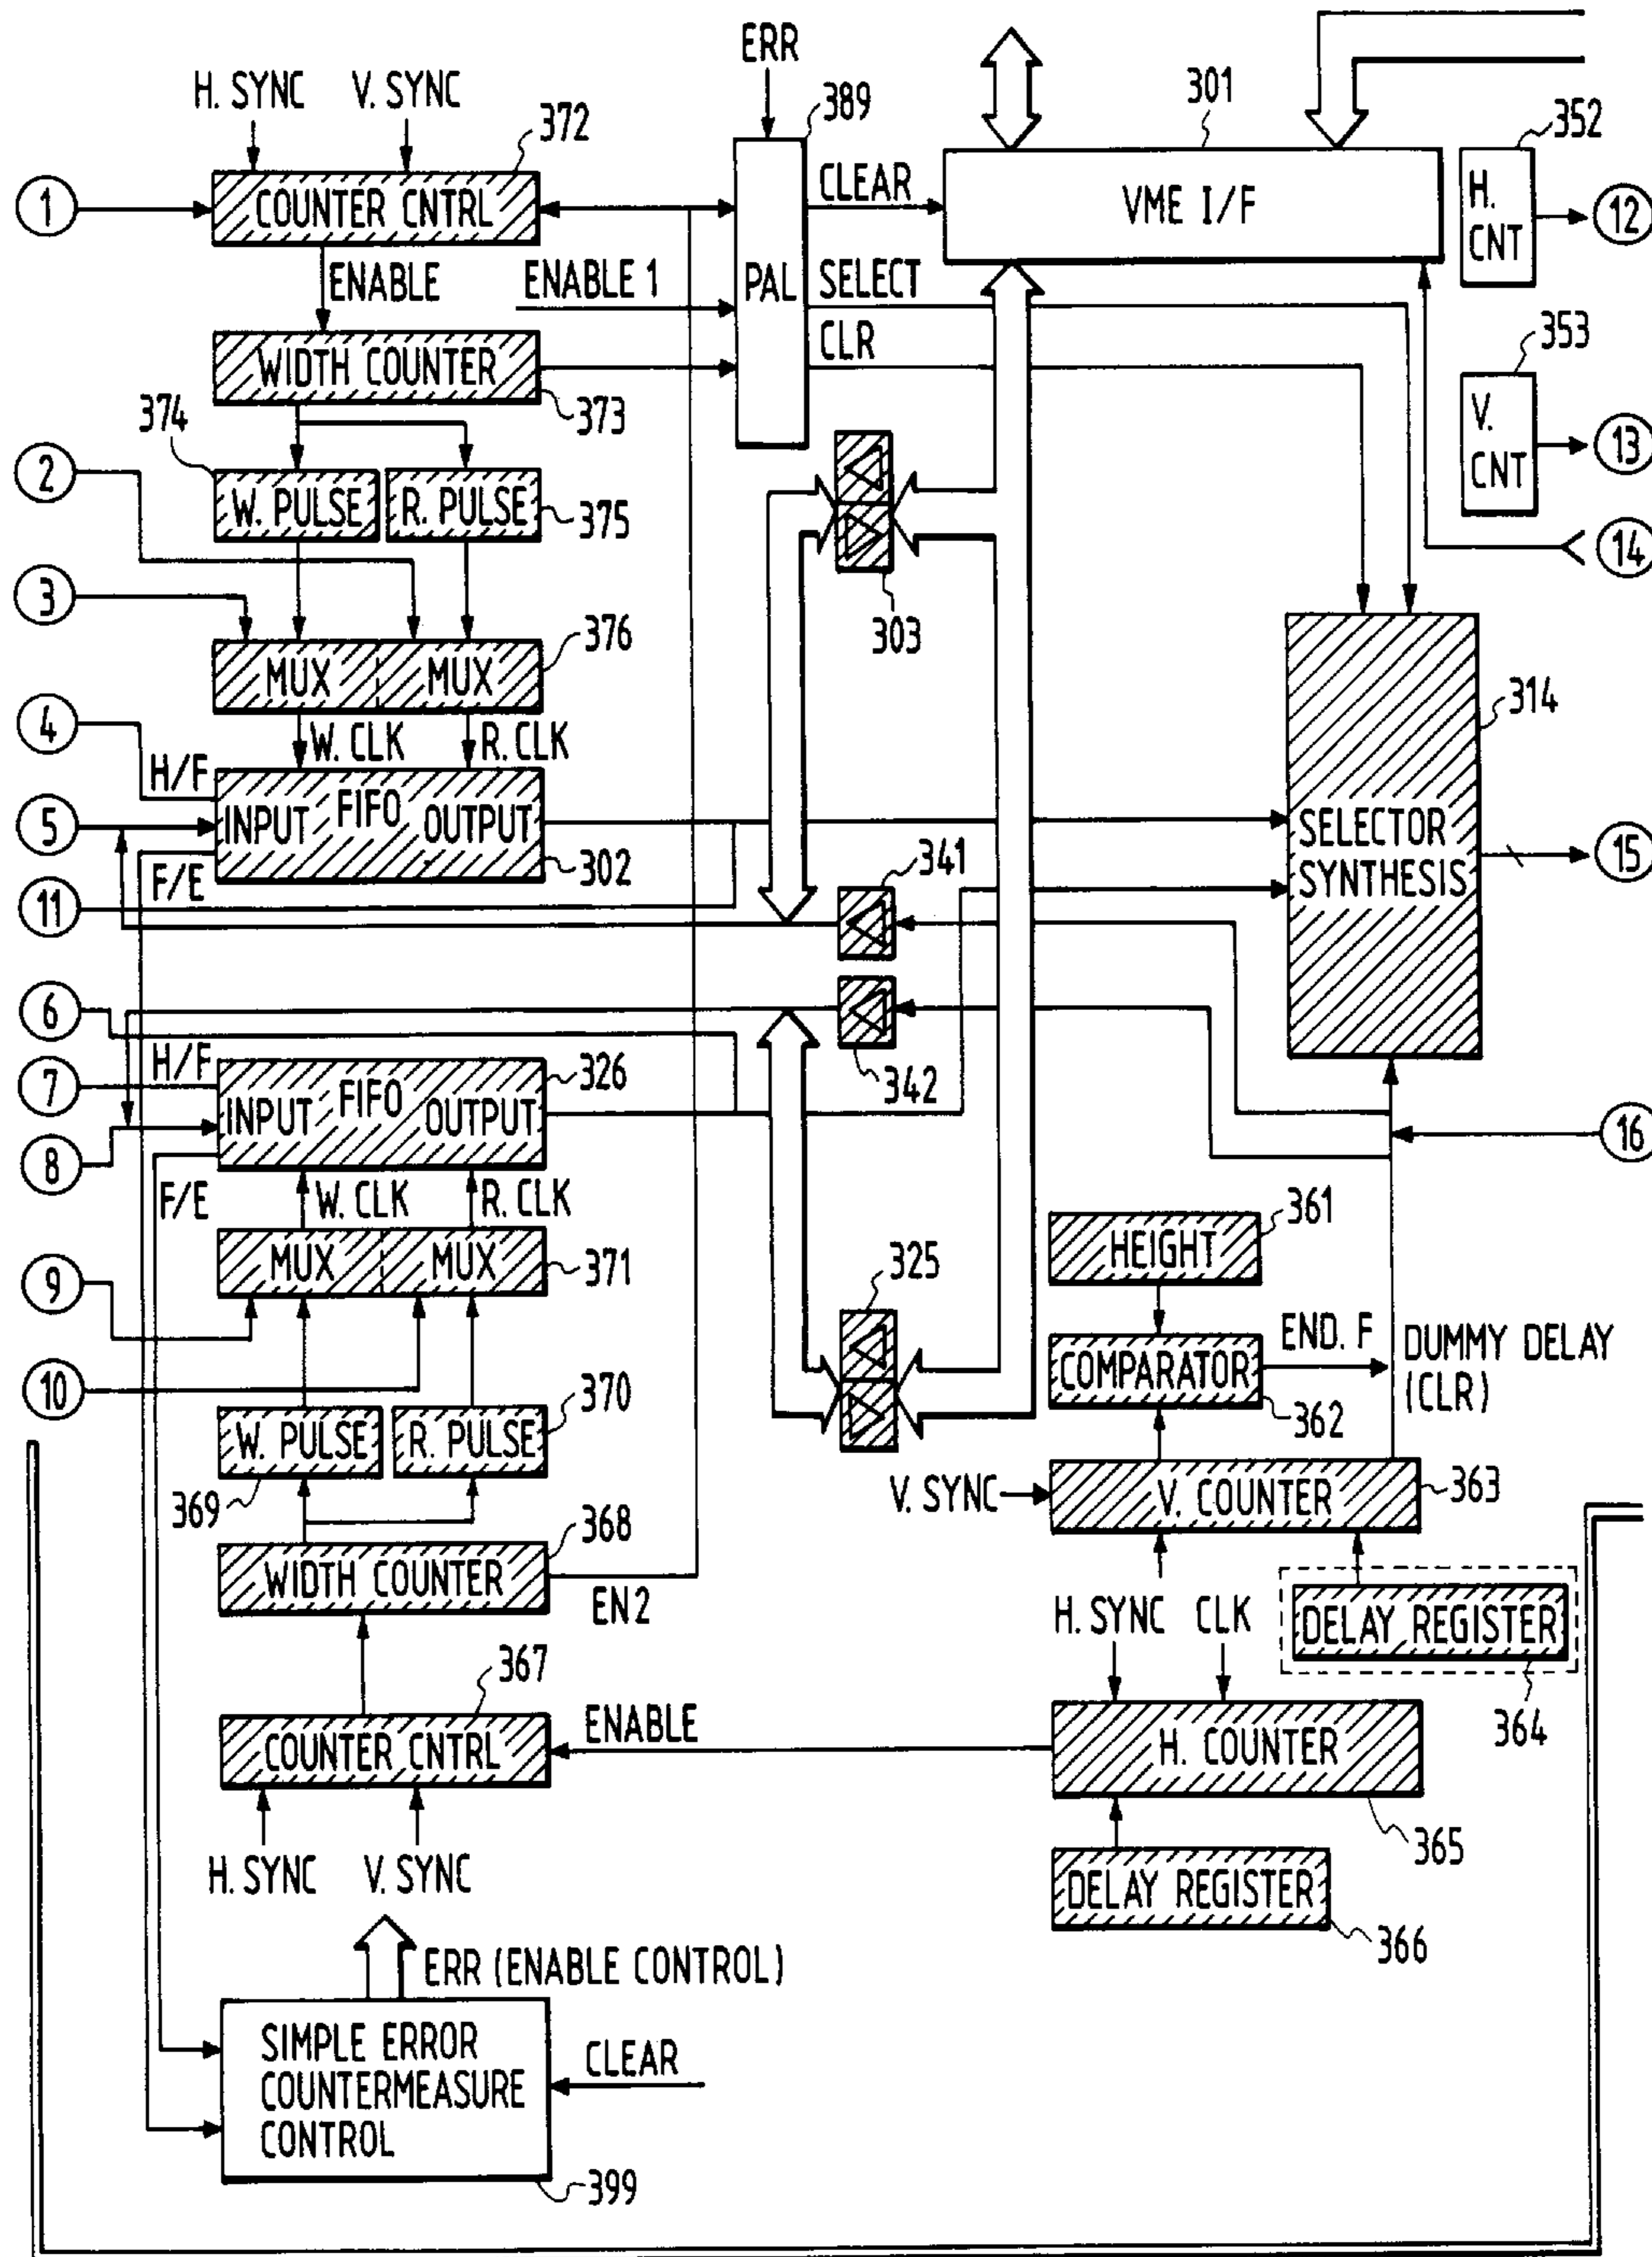 ERR
H. SYNC V. SYNC
372
389
301
352
1
COUNTER CNTRL
CLEAR
VME I/F
H. CNT
12
ENABLE
ENABLE 1
PAL
SELECT
CLR
WIDTH COUNTER
373
353
V. CNT
13
374
2
W. PULSE
R. PULSE
375
303
14
3
MUX
MUX
376
314
4
H/F
W. CLK
R. CLK
5
INPUT FIFO OUTPUT
302
F/E
11
341
SELECTOR
SYNTHESIS
15
6
342
7
H/F
INPUT FIFO OUTPUT
326
8
16
F/E
W. CLK
R. CLK
361
HEIGHT
9
MUX
MUX
371
325
10
COMPARATOR
362
END. F
DUMMY DELAY
(CLR)
W. PULSE
R. PULSE
370
369
V. SYNC
V. COUNTER
363
WIDTH COUNTER
368
EN2
H. SYNC CLK
DELAY REGISTER
364
367
COUNTER CNTRL
ENABLE
H. COUNTER
365
H. SYNC V. SYNC
DELAY REGISTER
366
ERR (ENABLE CONTROL)
SIMPLE ERROR
COUNTERMEASURE
CONTROL
CLEAR
399